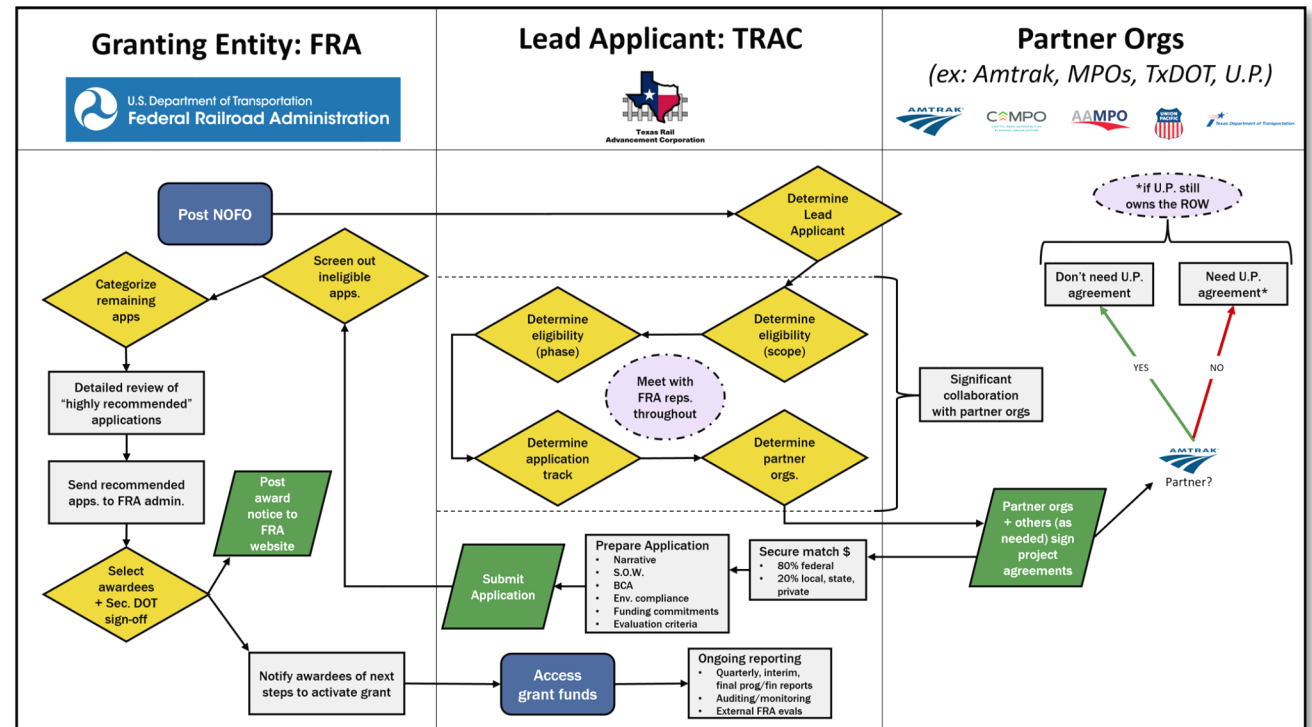 Granting Entity: FRA
U.S. Department of Transportation
Federal Railroad Administration
Lead Applicant: TRAC
Texas Rail
Advancement Corporation
Partner Orgs
(ex: Amtrak, MPOs, TxDOT, U.P.)
AMTRAK
CAMPO
AAMPO
UNION
PACIFIC
Texas Department of Transportation
Post NOFO
Screen out
ineligible
apps.
Categorize
remaining
apps
Detailed review of
“highly recommended”
applications
Send recommended
apps. to FRA admin.
Post
award
notice to
FRA
website
Select
awardees
+ Sec. DOT
sign-off
Notify awardees of next
steps to activate grant
Determine
Lead
Applicant
Determine
eligibility
(phase)
Determine
eligibility
(scope)
Meet with
FRA reps.
throughout
Determine
application
track
Determine
partner
orgs.
Significant
collaboration
with partner orgs
Submit
Application
Prepare Application
• Narrative
• S.O.W.
• BCA
• Env. compliance
• Funding commitments
• Evaluation criteria
Secure match $
• 80% federal
• 20% local, state,
private
Access
grant funds
Ongoing reporting
• Quarterly, interim,
final prog/fin reports
• Auditing/monitoring
• External FRA evals
*if U.P. still
owns the ROW
Don’t need U.P.
agreement
Need U.P.
agreement*
YES
NO
AMTRAK
Partner?
Partner orgs
+ others (as
needed) sign
project
agreements